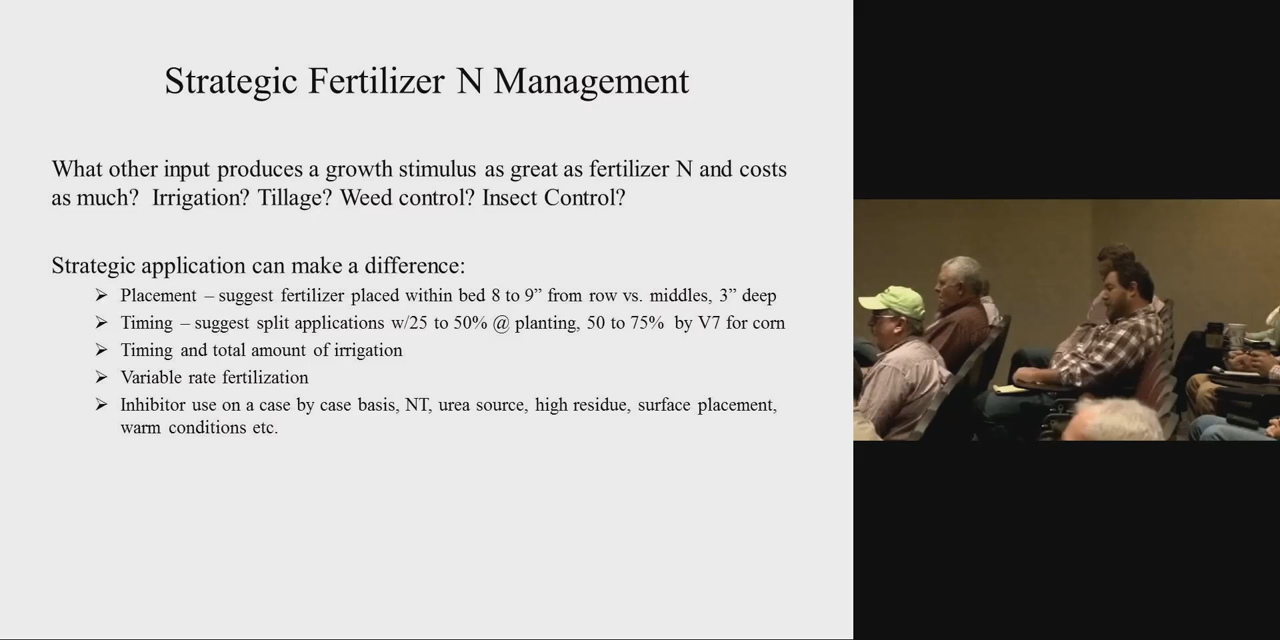 Strategic Fertilizer N Management
What other input produces a growth stimulus as great as fertilizer N and costs
as much?  Irrigation? Tillage? Weed control? Insect Control?
Strategic application can make a difference:
➢ Placement – suggest fertilizer placed within bed 8 to 9” from row vs. middles, 3” deep
➢ Timing – suggest split applications w/25 to 50% @ planting, 50 to 75%  by V7 for corn
➢ Timing and total amount of irrigation
➢ Variable rate fertilization
➢ Inhibitor use on a case by case basis, NT, urea source, high residue, surface placement,
warm conditions etc.